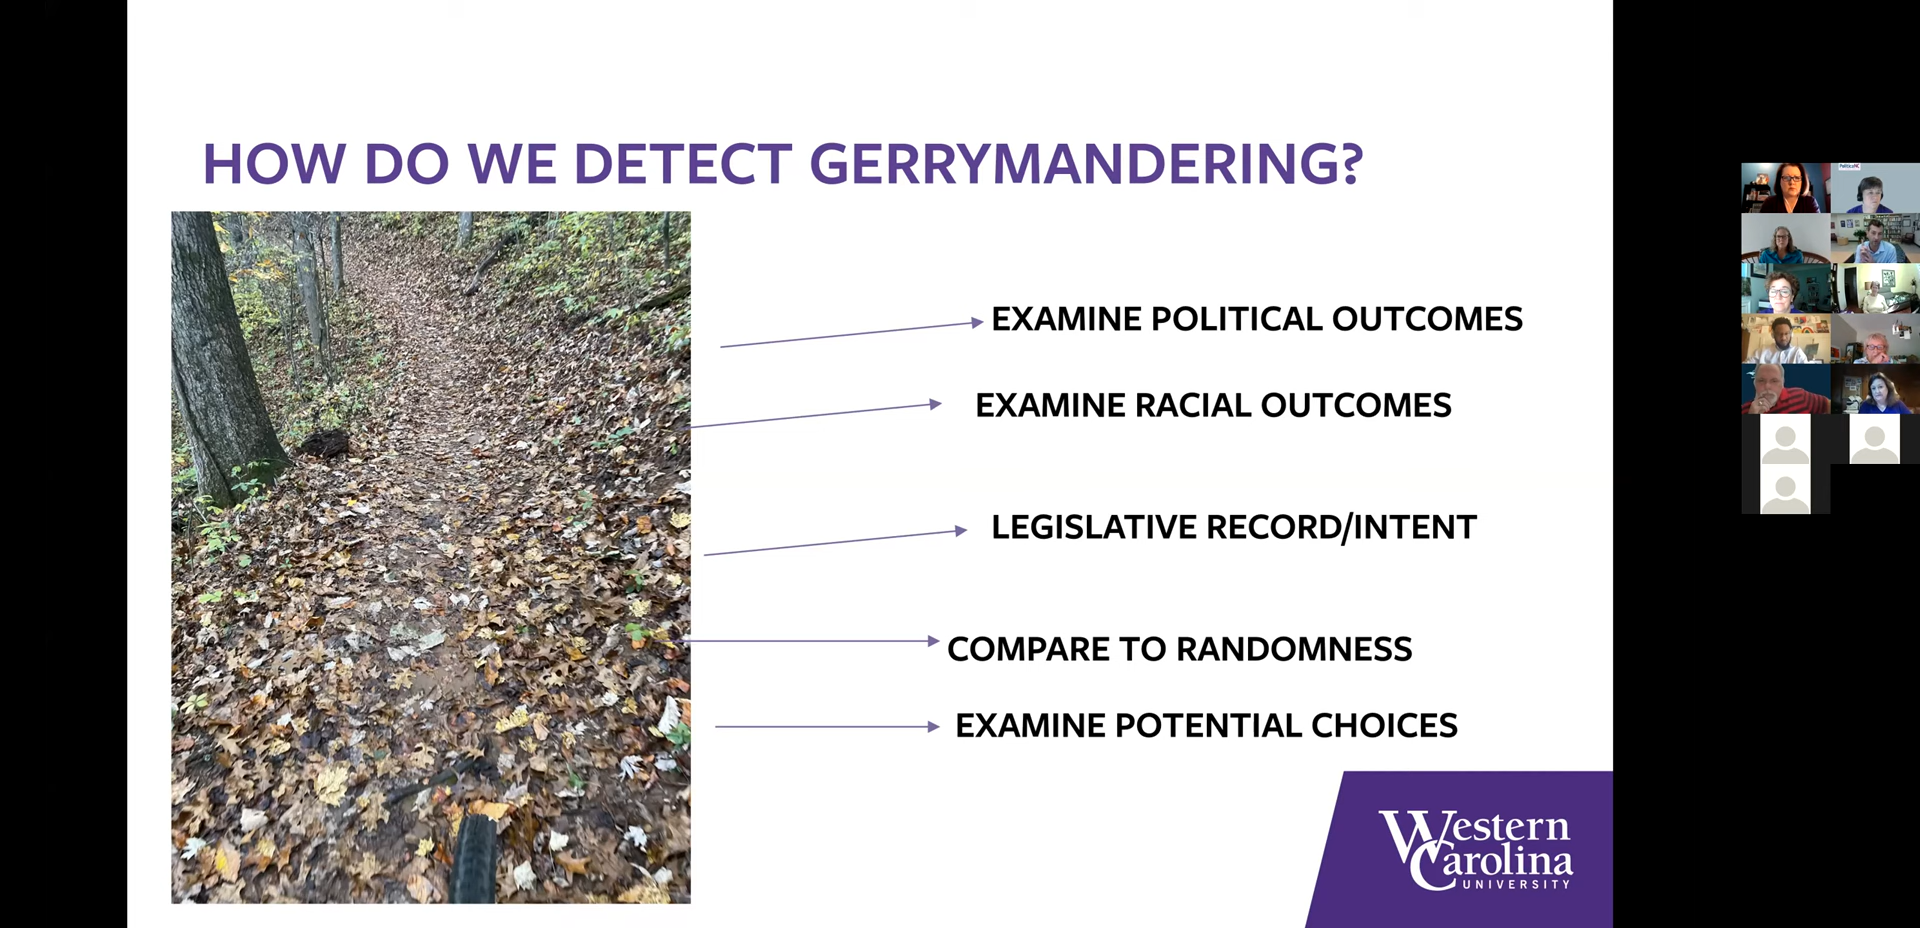 HOW DO WE DETECT GERRYMANDERING?
EXAMINE POLITICAL OUTCOMES
EXAMINE RACIAL OUTCOMES
LEGISLATIVE RECORD/INTENT
COMPARE TO RANDOMNESS
EXAMINE POTENTIAL CHOICES
Western
Carolina
UNIVERSITY
PoliticsNC